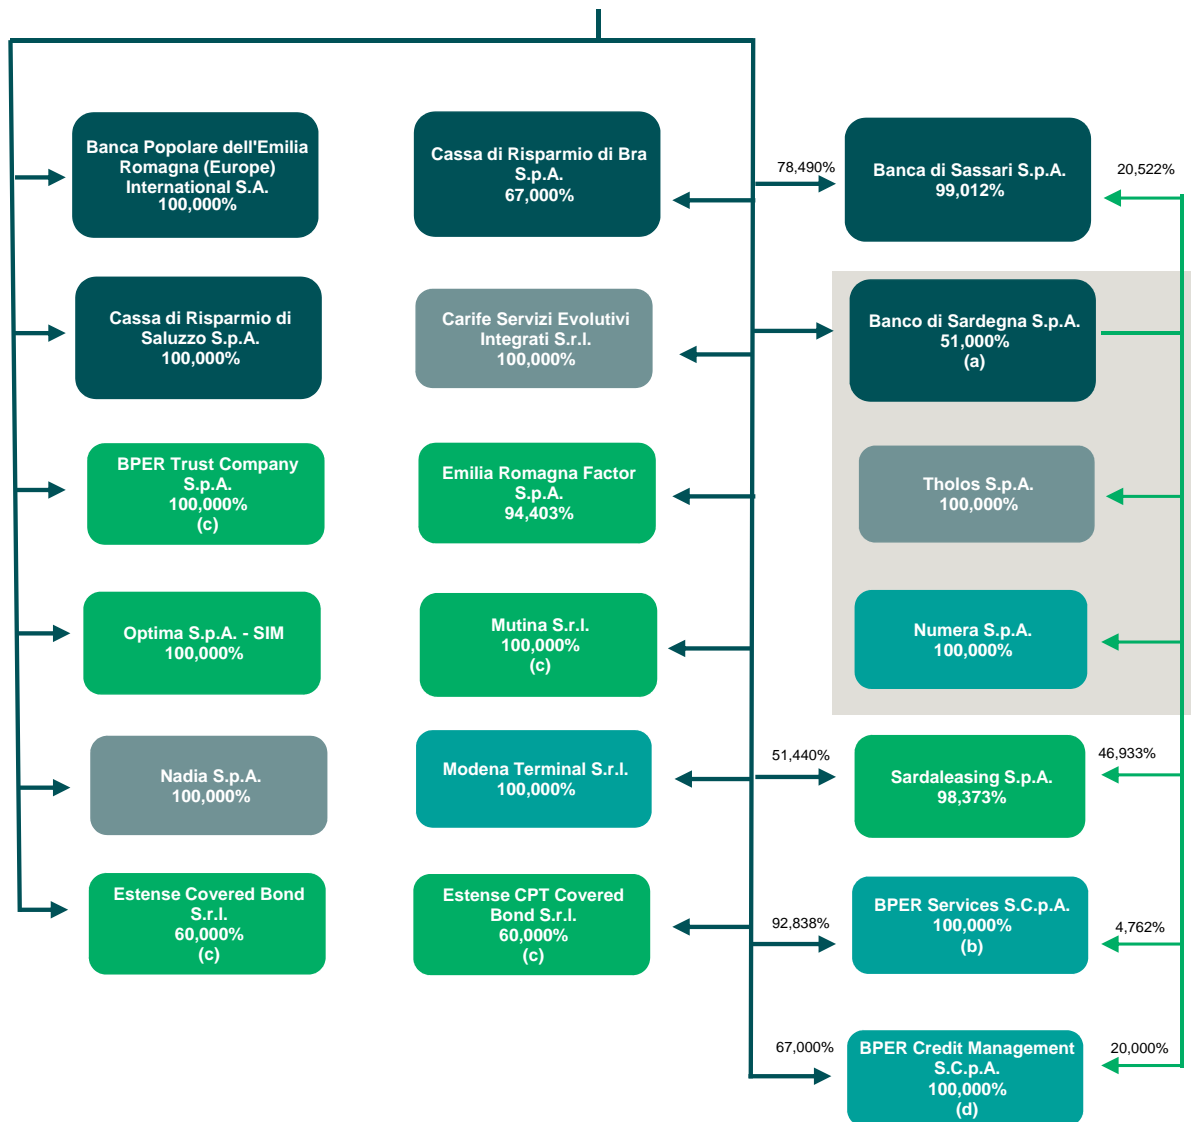 Banca Popolare dell'Emilia
Romagna (Europe)
International S.A.
100,000%
Cassa di Risparmio di Bra
S.p.A.
67,000%
78,490%
Banca di Sassari S.p.A.
99,012%
20,522%
Cassa di Risparmio di
Saluzzo S.p.A.
100,000%
Carife Servizi Evolutivi
Integrati S.r.l.
100,000%
Banco di Sardegna S.p.A.
51,000%
(a)
BPER Trust Company
S.p.A.
100,000%
(c)
Emilia Romagna Factor
S.p.A.
94,403%
Tholos S.p.A.
100,000%
Optima S.p.A. - SIM
100,000%
Mutina S.r.l.
100,000%
(c)
Numera S.p.A.
100,000%
Nadia S.p.A.
100,000%
Modena Terminal S.r.l.
100,000%
51,440%
Sardaleasing S.p.A.
98,373%
46,933%
Estense Covered Bond
S.r.l.
60,000%
(c)
Estense CPT Covered
Bond S.r.l.
60,000%
(c)
92,838%
BPER Services S.C.p.A.
100,000%
(b)
4,762%
67,000%
BPER Credit Management
S.C.p.A.
100,000%
(d)
20,000%